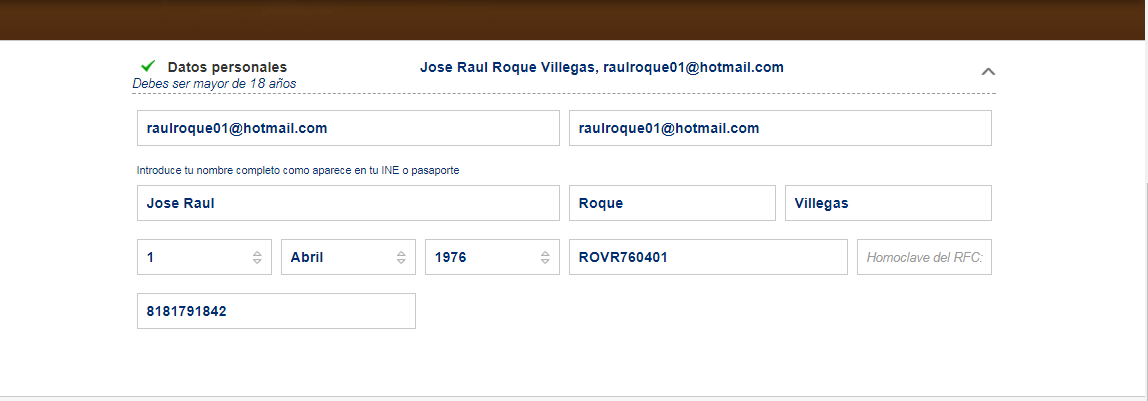 Datos personales Jose Raul Roque Villegas, raulroque01@hotmail.com
Debes ser mayor de 18 años
raulroque01@hotmail.com raulroque01@hotmail.com
Introduce tu nombre completo como aparece en tu INE o pasaporte
Jose Raul Roque Villegas
1 Abril 1976 ROVR760401 Homoclave del RFC:
8181791842